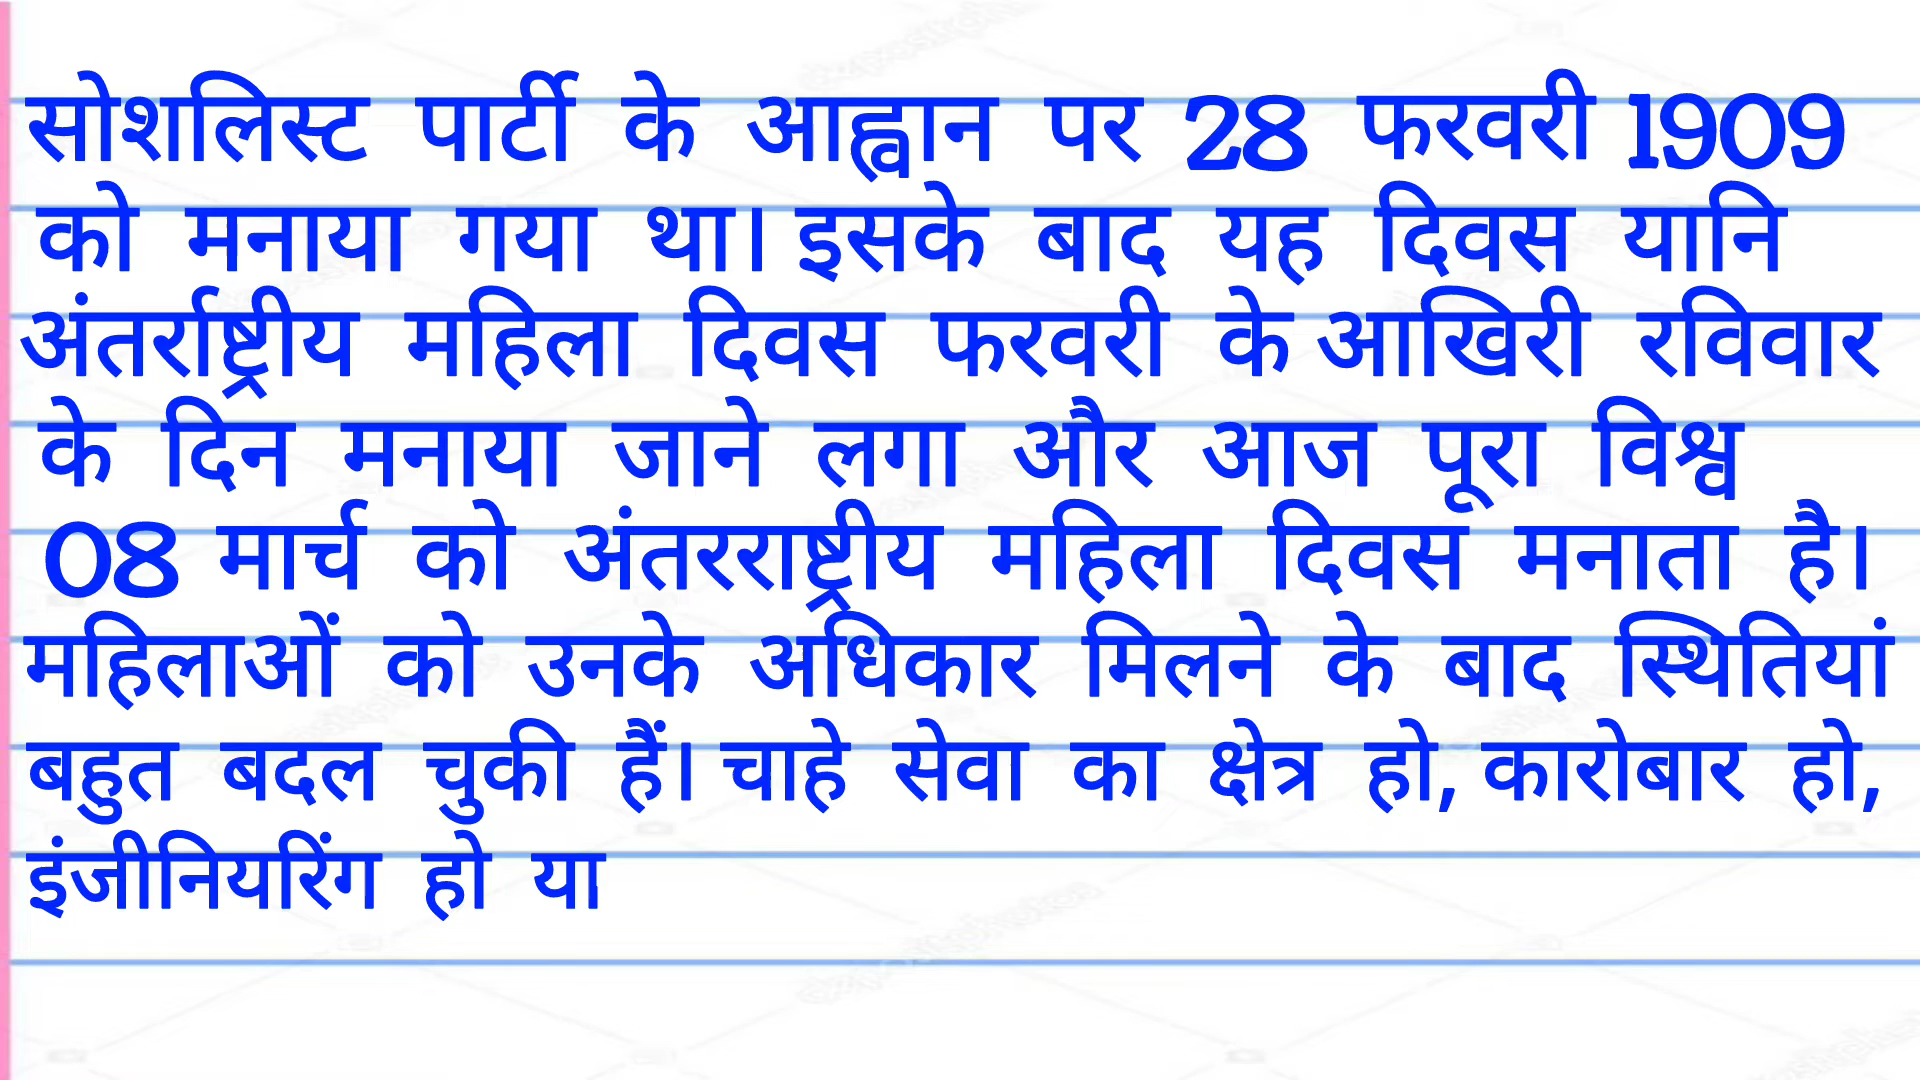 सोशलिस्ट पार्टी के आह्वान पर 28 फरवरी 1909
को मनाया गया था। इसके बाद यह दिवस यानि
अंतर्राष्ट्रीय महिला दिवस फरवरी के आखिरी रविवार
के दिन मनाया जाने लगा और आज पूरा विश्व
08 मार्च को अंतरराष्ट्रीय महिला दिवस मनाता है।
महिलाओं को उनके अधिकार मिलने के बाद स्थितियां
बहुत बदल चुकी हैं। चाहे सेवा का क्षेत्र हो, कारोबार हो,
इंजीनियरिंग हो या